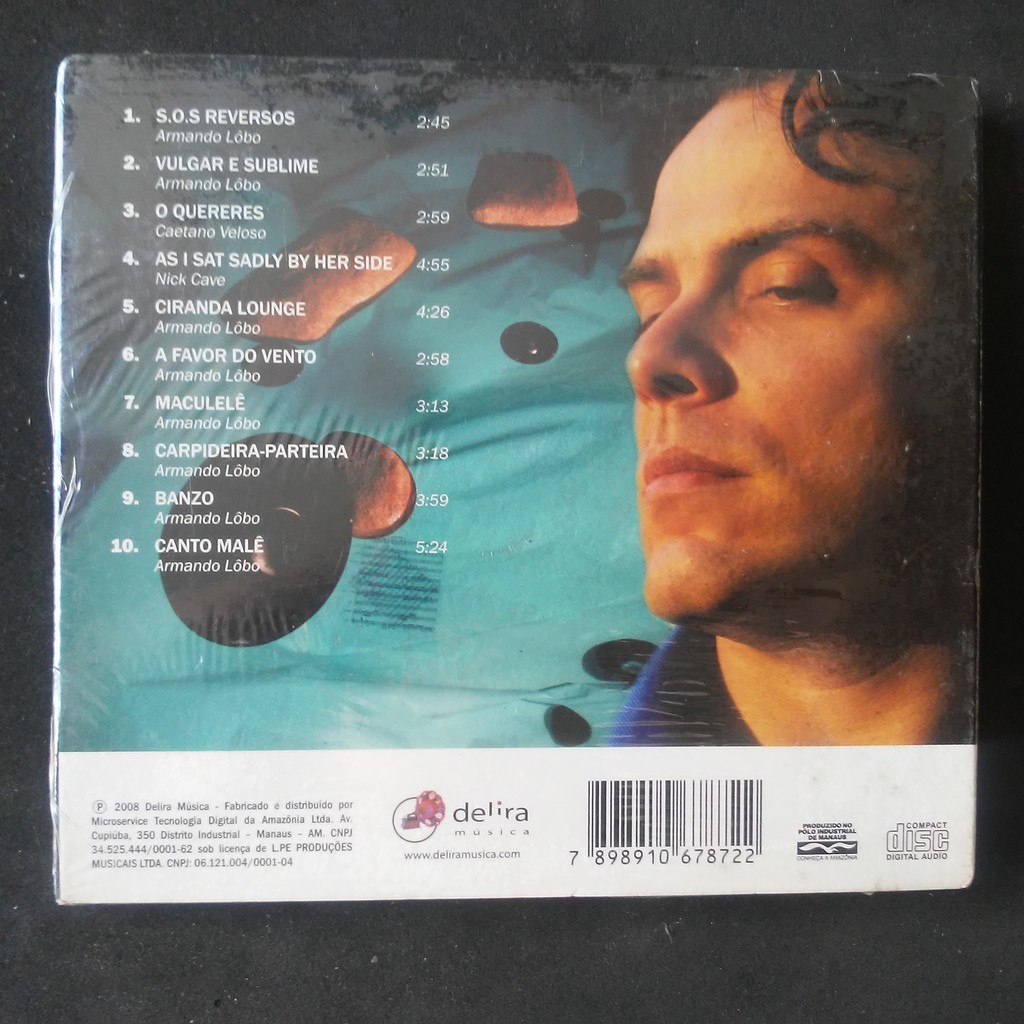 1. S.O.S REVERSOS 2:45
Armando Lôbo
2. VULGAR E SUBLIME 2:51
Armando Lôbo
3. O QUERERES 2:59
Caetano Veloso
4. AS I SAT SADLY BY HER SIDE 4:55
Nick Cave
5. CIRANDA LOUNGE 4:26
Armando Lôbo
6. A FAVOR DO VENTO 2:58
Armando Lôbo
7. MACULELÊ 3:13
Armando Lôbo
8. CARPIDEIRA-PARTEIRA 3:18
Armando Lôbo
9. BANZO 3:59
Armando Lôbo
10. CANTO MALÊ 5:24
Armando Lôbo
℗ 2008 Delira Música - Fabricado e distribuído por
Microservice Tecnologia Digital da Amazônia Ltda. Av.
Cupiúba, 350 Distrito Industrial - Manaus - AM. CNPJ
34.525.444/0001-62 sob licença de L.PE PRODUÇÕES
MUSICAIS LTDA. CNPJ: 06.121.004/0001-04
delira
música
www.deliramusica.com
7 898910 678722
PRODUZIDO NO
PÓLO INDUSTRIAL
DE MANAUS
CONHEÇA A AMAZÔNIA
COMPACT
disc
DIGITAL AUDIO